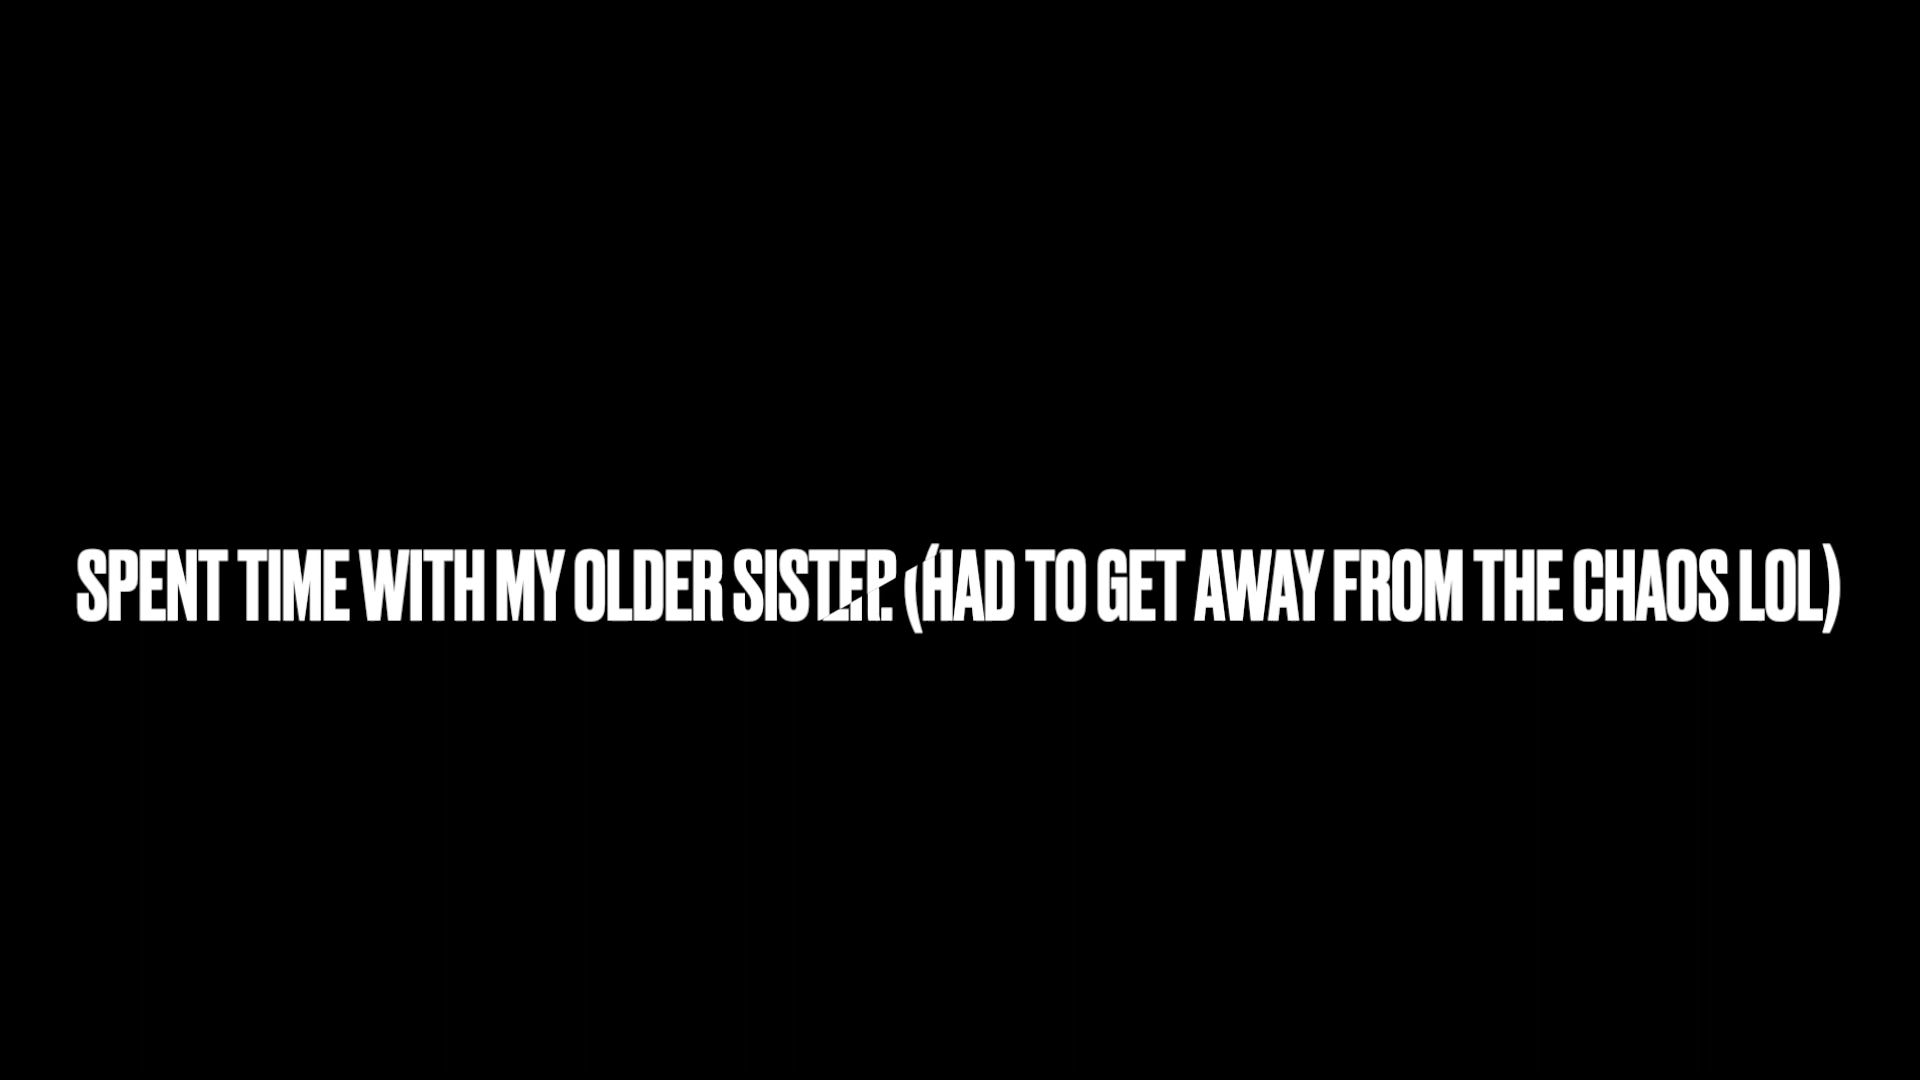 SPENT TIME WITH MY OLDER SISTER. (HAD TO GET AWAY FROM THE CHAOS LOL)